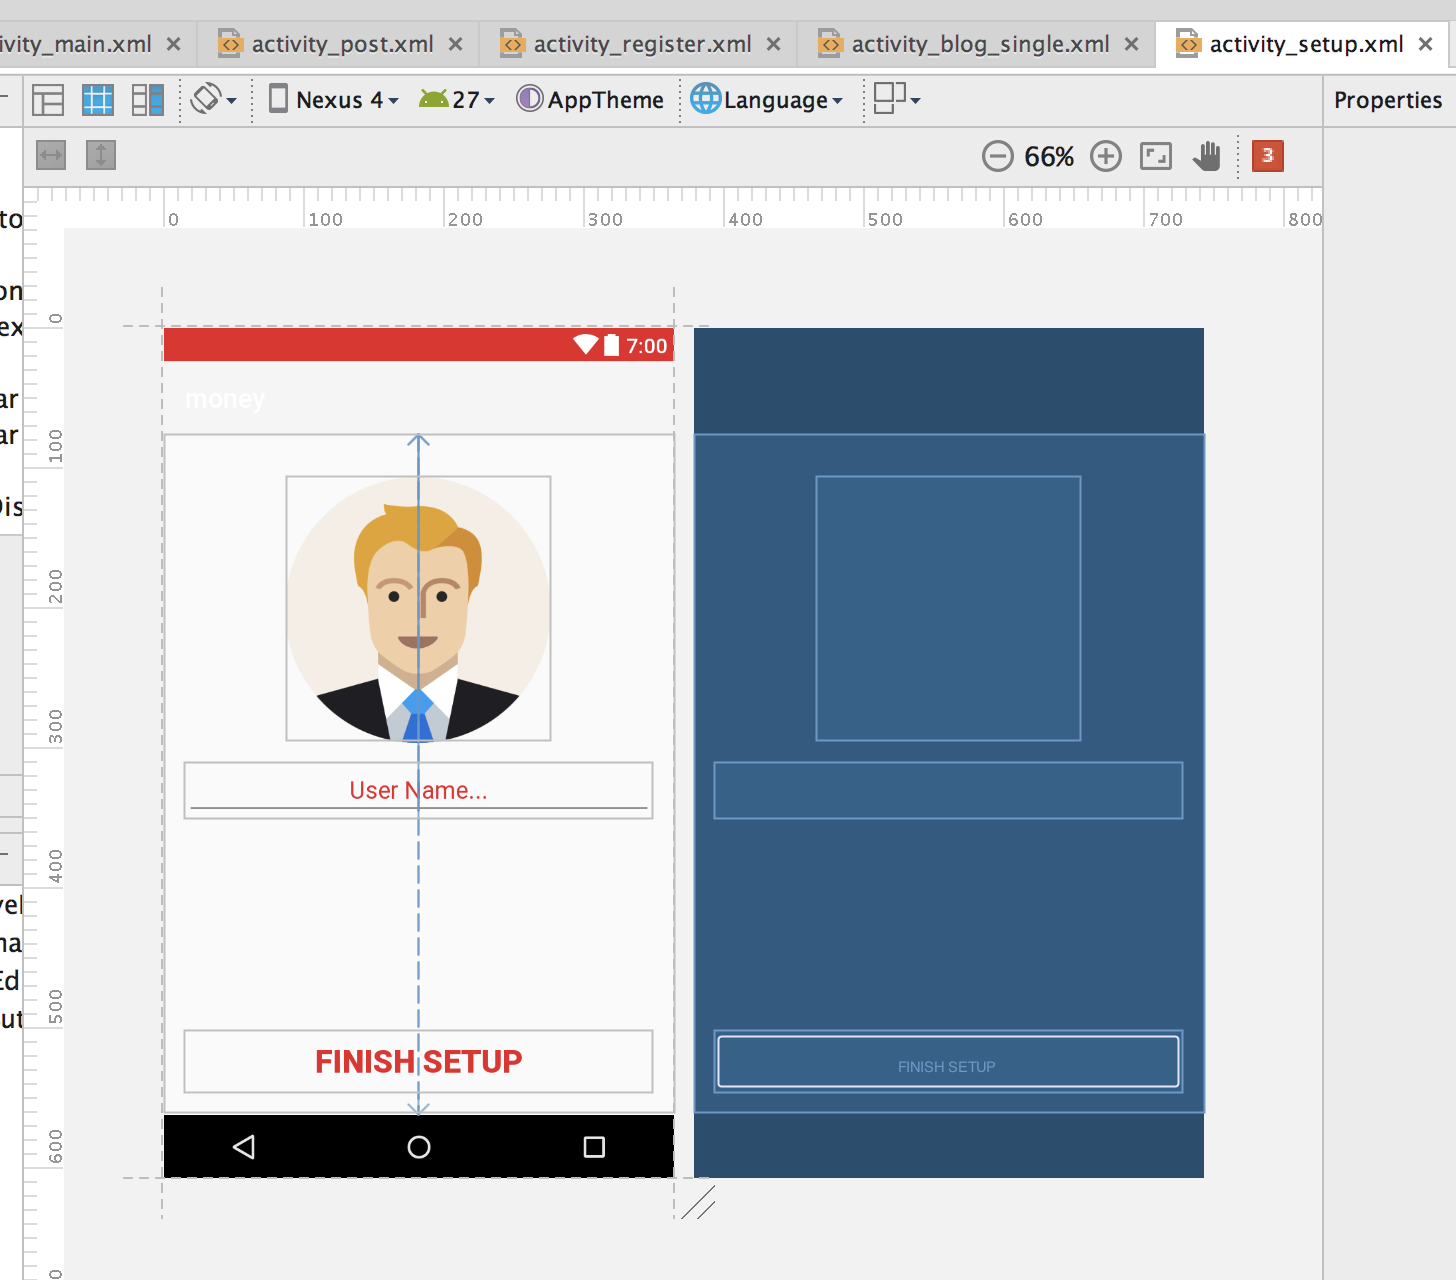 ivity_main.xml activity_post.xml activity_register.xml activity_blog_single.xml activity_setup.xml
Nexus 4 27 AppTheme Language Properties
66% 3
0 100 200 300 400 500 600 700 800
to
on
ex
ar
ar
Dis
vel
na
Ed
ut
0
100
200
300
400
500
600
7:00
money
User Name...
FINISH SETUP
FINISH SETUP